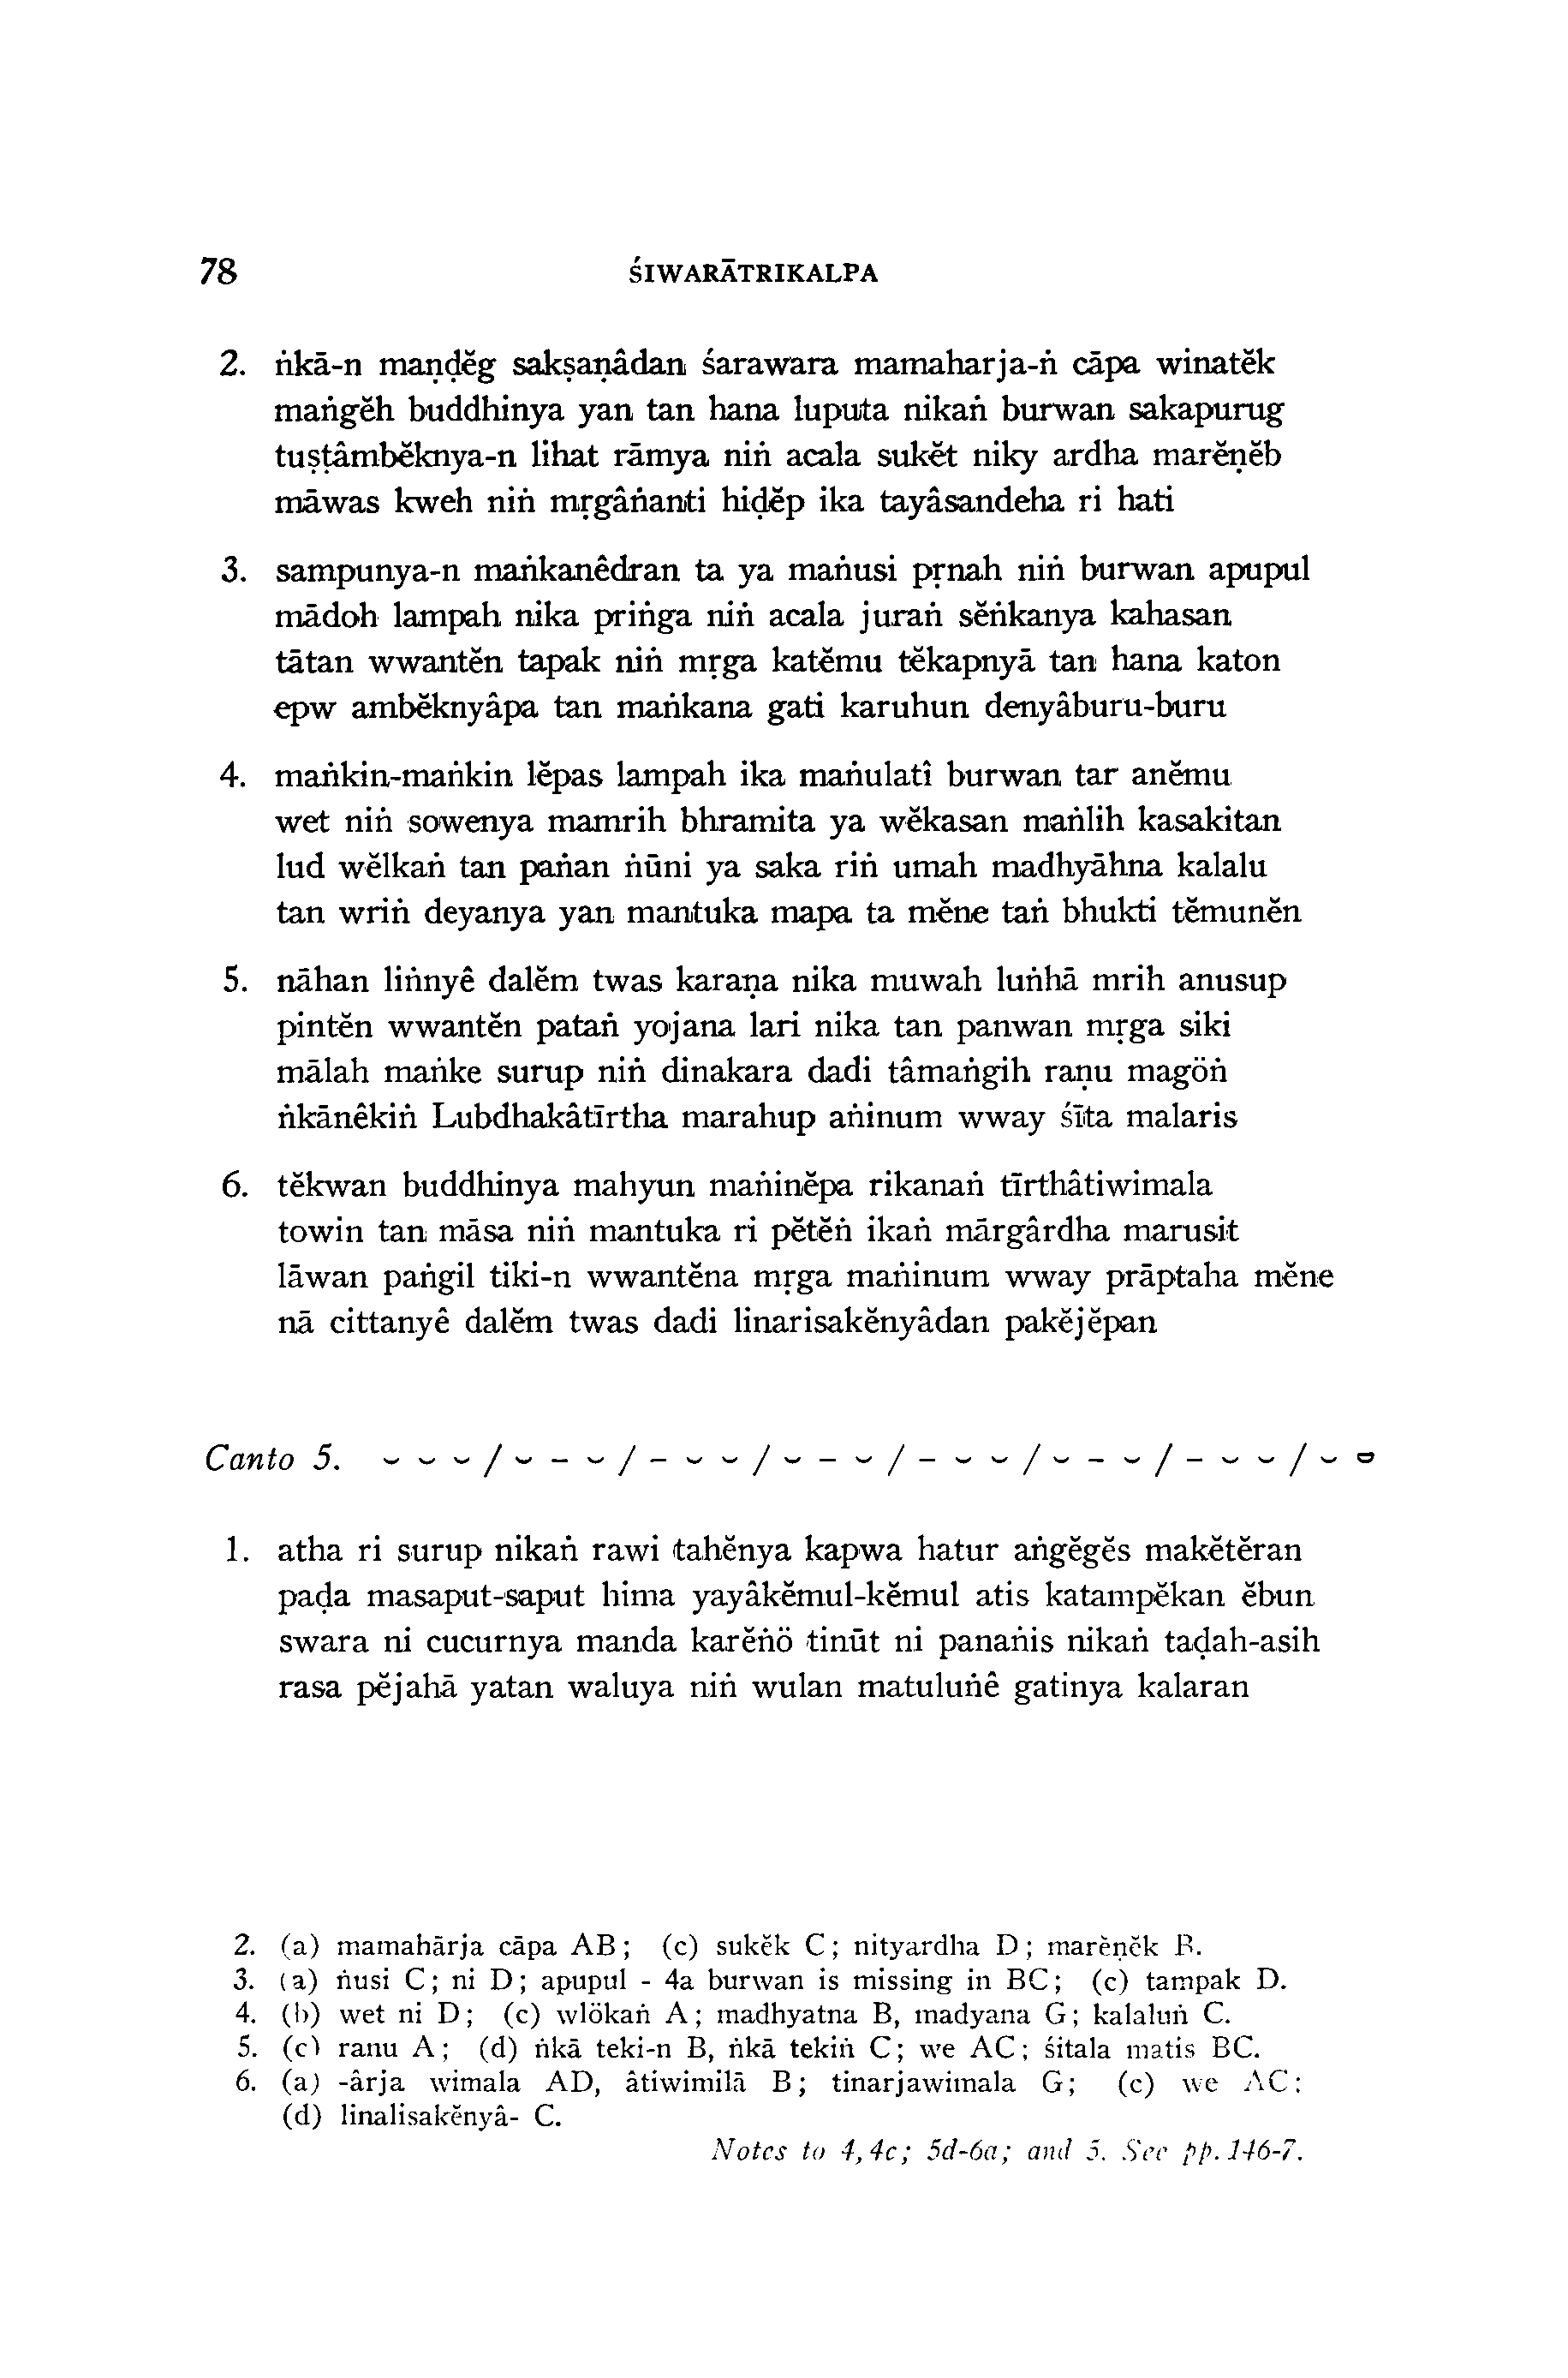 78 ŚIWARĀTRIKALPA
2. ṅkā-n maṇḍĕg sakṣaṇâdan śarawara mamaharja-ṅ cāpa winatĕk
maṅgĕh buddhinya yan tan hana luputa nikaṅ burwan sakapurug
tuṣṭâmbĕknya-n lihat rāmya niṅ acala sukĕt niky ardha marĕṇĕb
māwas kweh niṅ mṛgâṅanti hiḍĕp ika tayâsandeha ri hati
3. sampunya-n maṅkanêdran ta ya maṅusi pṛnah niṅ burwan apupul
mādoh lampah nika priṅga niṅ acala juraṅ sĕṅkanya kahasan
tātan wwantĕn tapak niṅ mṛga katĕmu tĕkapnyā tan hana katon
epw ambĕknyâpa tan maṅkana gati karuhun denyâburu-buru
4. maṅkin-maṅkin lĕpas lampah ika maṅulatî burwan tar anĕmu
wet niṅ sowenya mamrih bhramita ya wĕkasan maṅlih kasakitan
lud wĕlkaṅ tan paṅan ṅūni ya saka riṅ umah madhyāhna kalalu
tan wriṅ deyanya yan mantuka mapa ta mĕne taṅ bhukti tĕmunĕn
5. nāhan liṅnyê dalĕm twas karaṇa nika muwah luṅhā mrih anusup
pintĕn wwantĕn pataṅ yojana lari nika tan panwan mṛga siki
mālah maṅke surup niṅ dinakara dadi tâmaṅgih raṇu magöṅ
ṅkānêkiṅ Lubdhakâtīrtha marahup aṅinum wway śīta malaris
6. tĕkwan buddhinya mahyun maṅinĕpa rikanaṅ tīrthâtiwimala
towin tan māsa niṅ mantuka ri pĕtĕṅ ikaṅ mārgârdha marusit
lāwan paṅgil tiki-n wwantĕna mṛga maṅinum wway prāptaha mĕne
nā cittanyê dalĕm twas dadi linarisakĕnyâdan pakĕjĕpan
Canto 5. ⏑ ⏑ ⏑ / ⏑ – ⏑ / – ⏑ ⏑ / ⏑ – ⏑ / – ⏑ ⏑ / ⏑ – ⏑ / – ⏑ ⏑ / ⏑ ⏓
1. atha ri surup nikaṅ rawi tahĕnya kapwa hatur aṅgĕgĕs makĕtĕran
paḍa masaput-saput hima yayâkĕmul-kĕmul atis katampĕkan ĕbun
swara ni cucurnya manda karĕṅö tinūt ni panaṅis nikaṅ taḍah-asih
rasa pĕjahā yatan waluya niṅ wulan matuluṅê gatinya kalaran
2. (a) mamahārja cāpa AB; (c) sukĕk C; nityardha D; marĕṇĕk B.
3. (a) ṅusi C; ni D; apupul - 4a burwan is missing in BC; (c) tampak D.
4. (b) wet ni D; (c) wlökaṅ A; madhyatna B, madyana G; kalaluṅ C.
5. (c) ranu A; (d) ṅkā teki-n B, ṅkā tekiṅ C; we AC; śitala matis BC.
6. (a) -ârja wimala AD, âtiwimilā B; tinarjawimala G; (c) we AC:
(d) linalisakĕnyâ- C.
Notes to 4,4c; 5d-6a; and 5. See pp. 146-7.